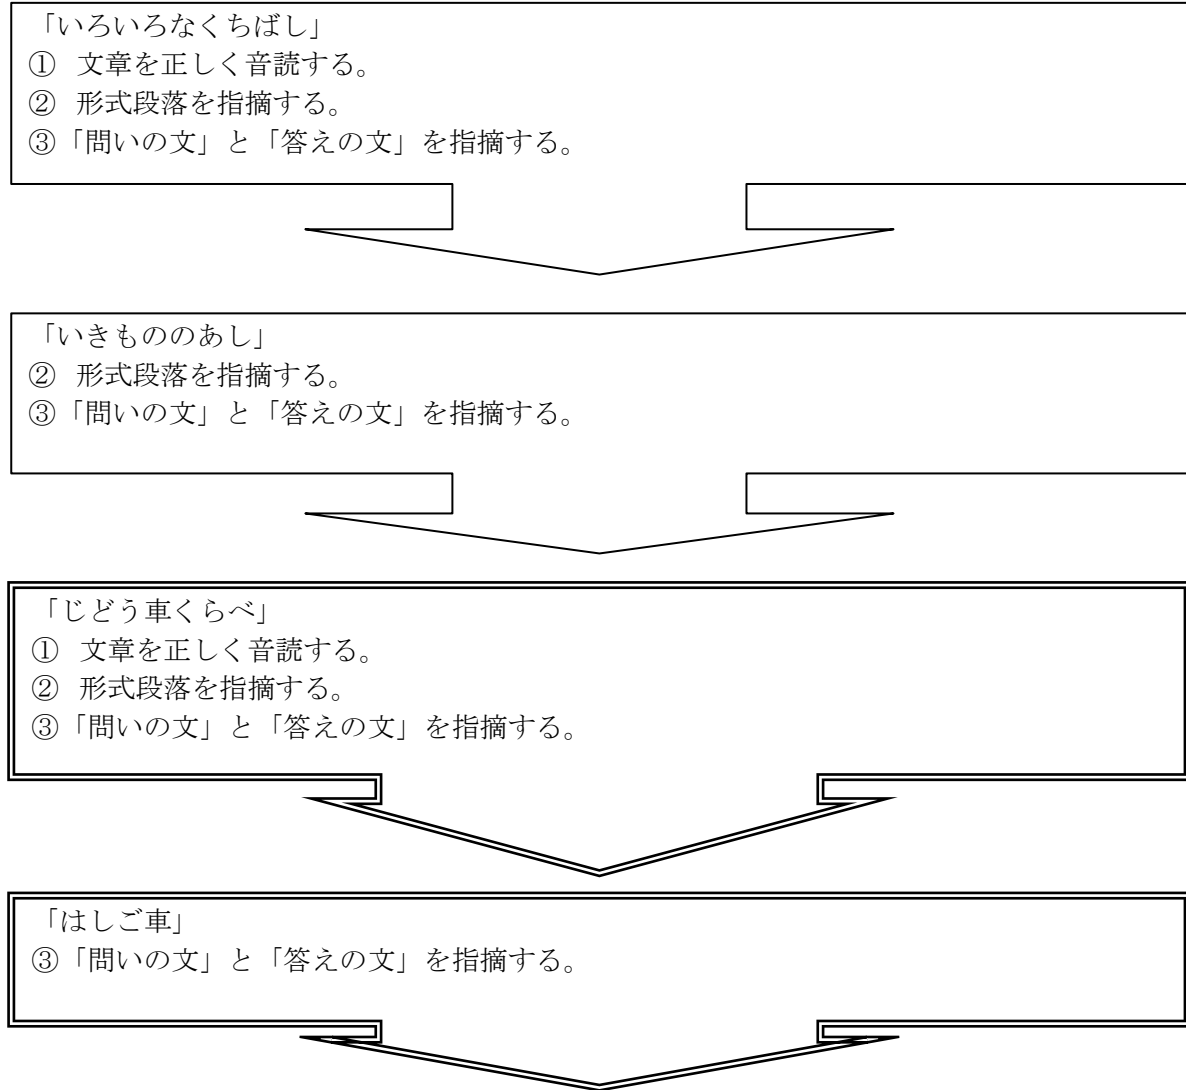 「いろいろなくちばし」
① 文章を正しく音読する。
② 形式段落を指摘する。
③「問いの文」と「答えの文」を指摘する。
「いきもののあし」
② 形式段落を指摘する。
③「問いの文」と「答えの文」を指摘する。
「じどう車くらべ」
① 文章を正しく音読する。
② 形式段落を指摘する。
③「問いの文」と「答えの文」を指摘する。
「はしご車」
③「問いの文」と「答えの文」を指摘する。